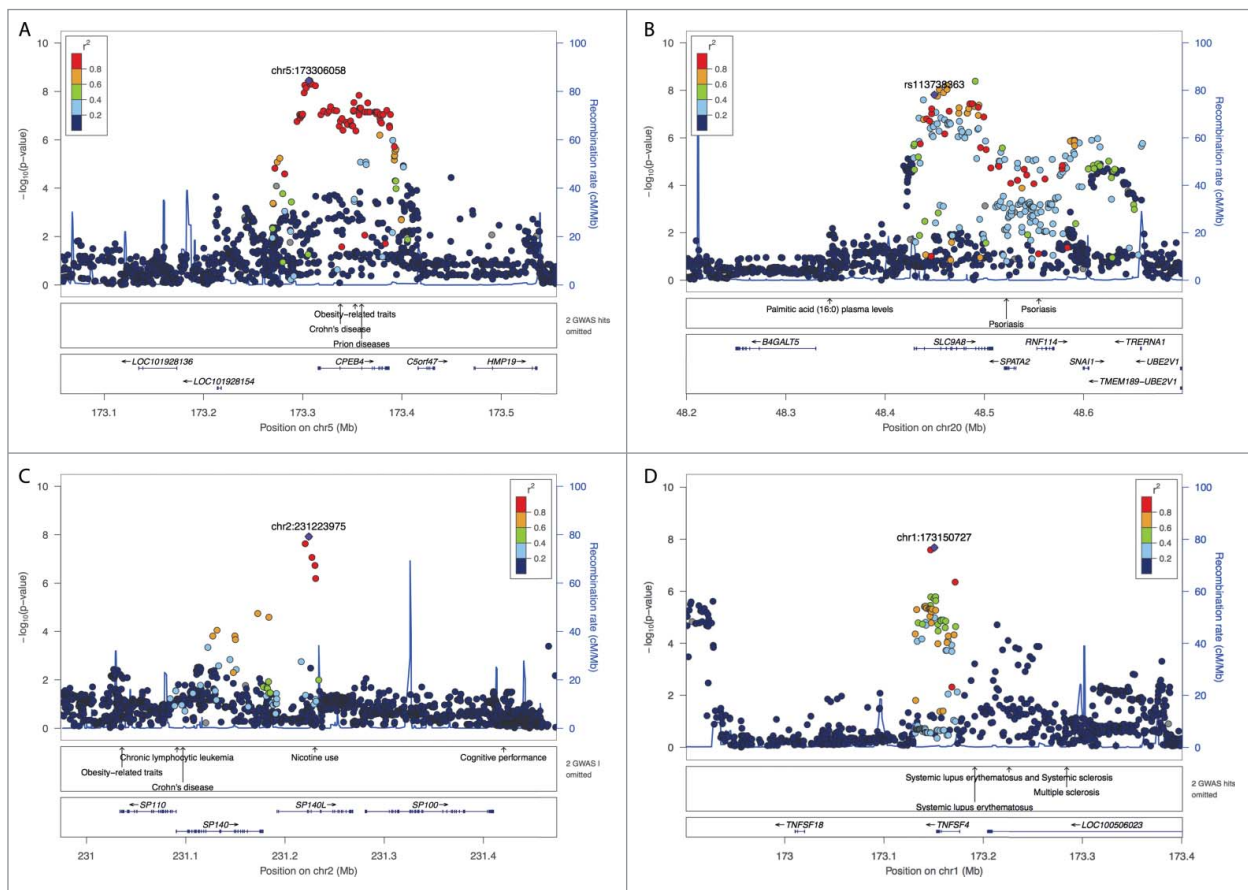 A
r²
0.8
0.6
0.4
0.2
chr5:173306058
−log₁₀(p−value)
10
8
6
4
2
0
Recombination rate (cM/Mb)
100
80
60
40
20
0
Obesity−related traits
Crohn's disease
Prion diseases
2 GWAS hits
omitted
←LOC101928136
←LOC101928154
CPEB4→
C5orf47→
HMP19→
173.1
173.2
173.3
173.4
173.5
Position on chr5 (Mb)
B
r²
0.8
0.6
0.4
0.2
rs113738363
−log₁₀(p−value)
10
8
6
4
2
0
Recombination rate (cM/Mb)
100
80
60
40
20
0
Palmitic acid (16:0) plasma levels
Psoriasis
Psoriasis
2 GWAS hits
omitted
←B4GALT5
SLC9A8→
RNF114→
←TRERNA1
←SPATA2
SNAI1→
←UBE2V1
←TMEM189−UBE2V1
48.2
48.3
48.4
48.5
48.6
Position on chr20 (Mb)
C
r²
0.8
0.6
0.4
0.2
chr2:231223975
−log₁₀(p−value)
10
8
6
4
2
0
Recombination rate (cM/Mb)
100
80
60
40
20
0
Chronic lymphocytic leukemia
Nicotine use
Cognitive performance
Obesity−related traits
Crohn's disease
2 GWAS l
omitted
←SP110
SP140L→
SP100→
SP140→
231
231.1
231.2
231.3
231.4
Position on chr2 (Mb)
D
r²
0.8
0.6
0.4
0.2
chr1:173150727
−log₁₀(p−value)
10
8
6
4
2
0
Recombination rate (cM/Mb)
100
80
60
40
20
0
Systemic lupus erythematosus and Systemic sclerosis
Multiple sclerosis
Systemic lupus erythematosus
2 GWAS hits
omitted
←TNFSF18
←TNFSF4
←LOC100506023
173
173.1
173.2
173.3
173.4
Position on chr1 (Mb)